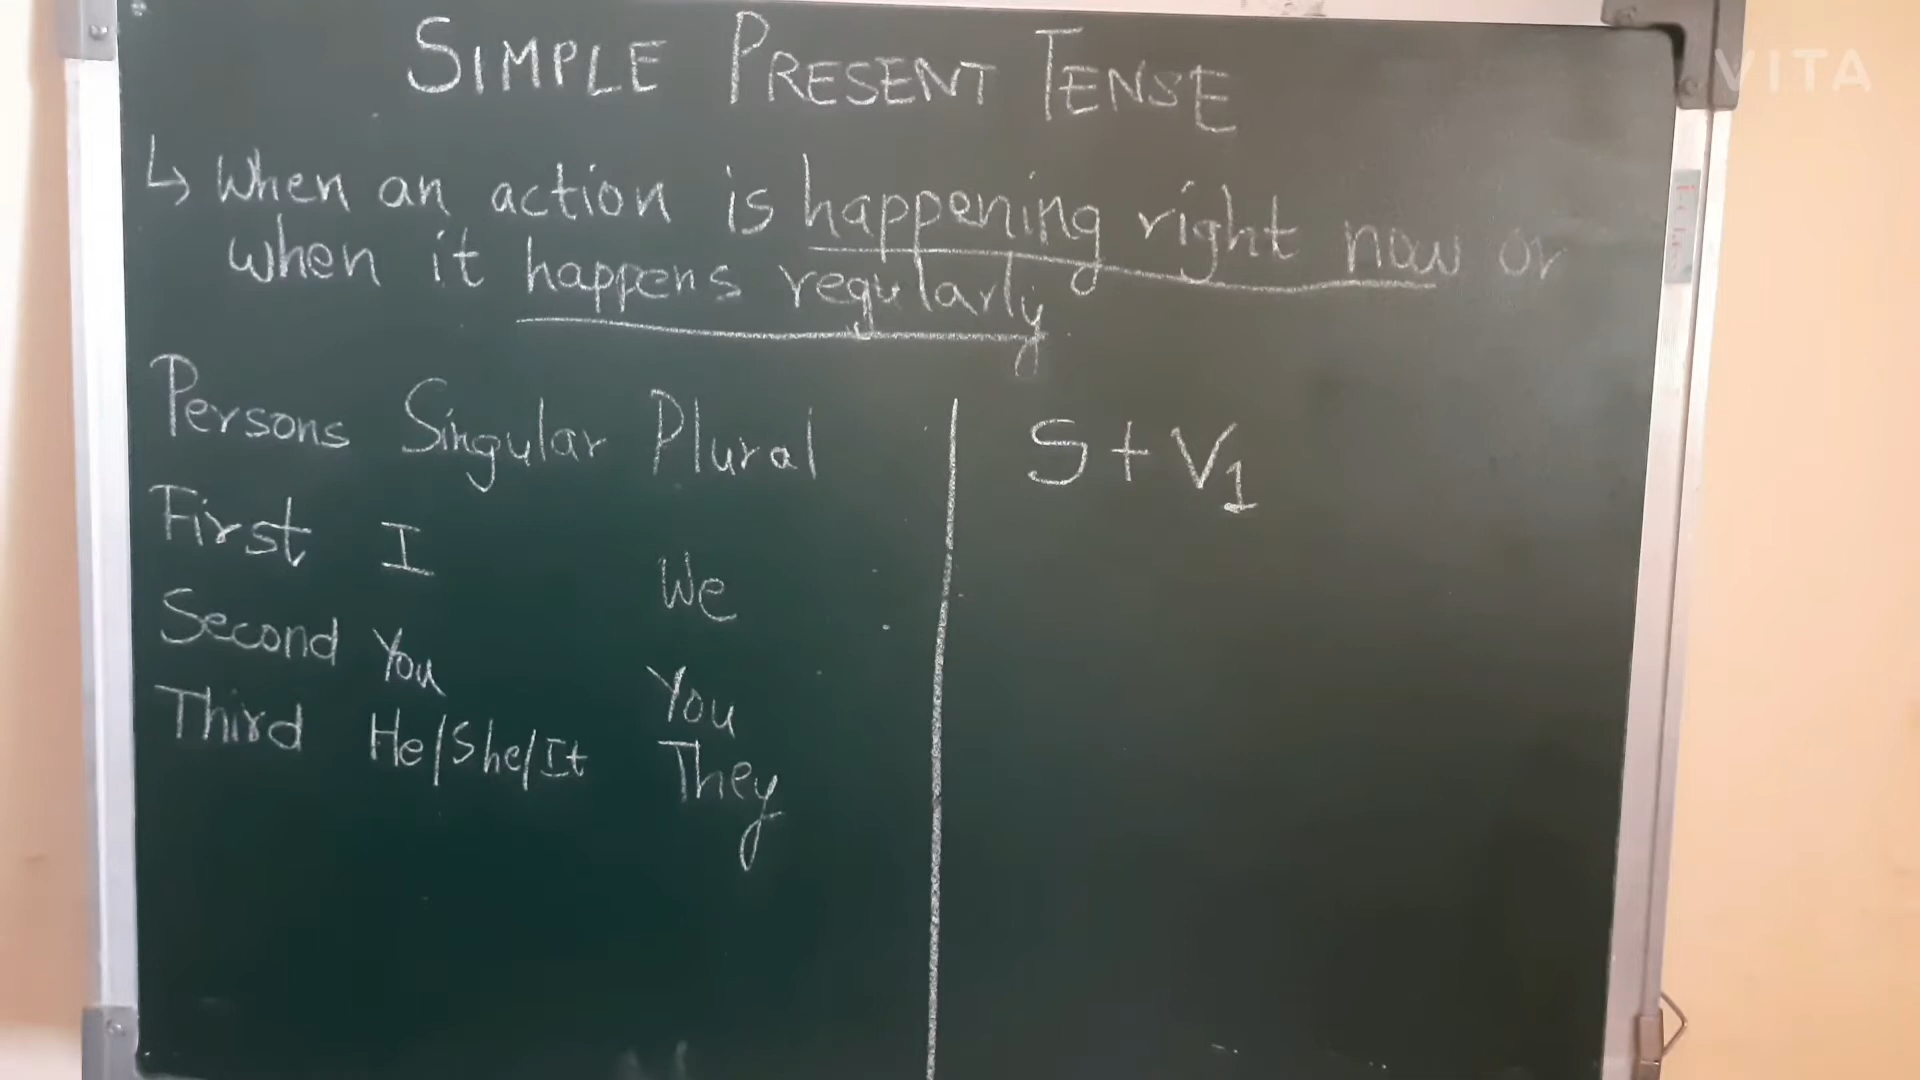 SIMPLE PRESENT TENSE
↳ When an action is happening right now or
when it happens regularly
Persons Singular Plural
First I We
Second You You
Third He/She/It They
S + V1
VITA